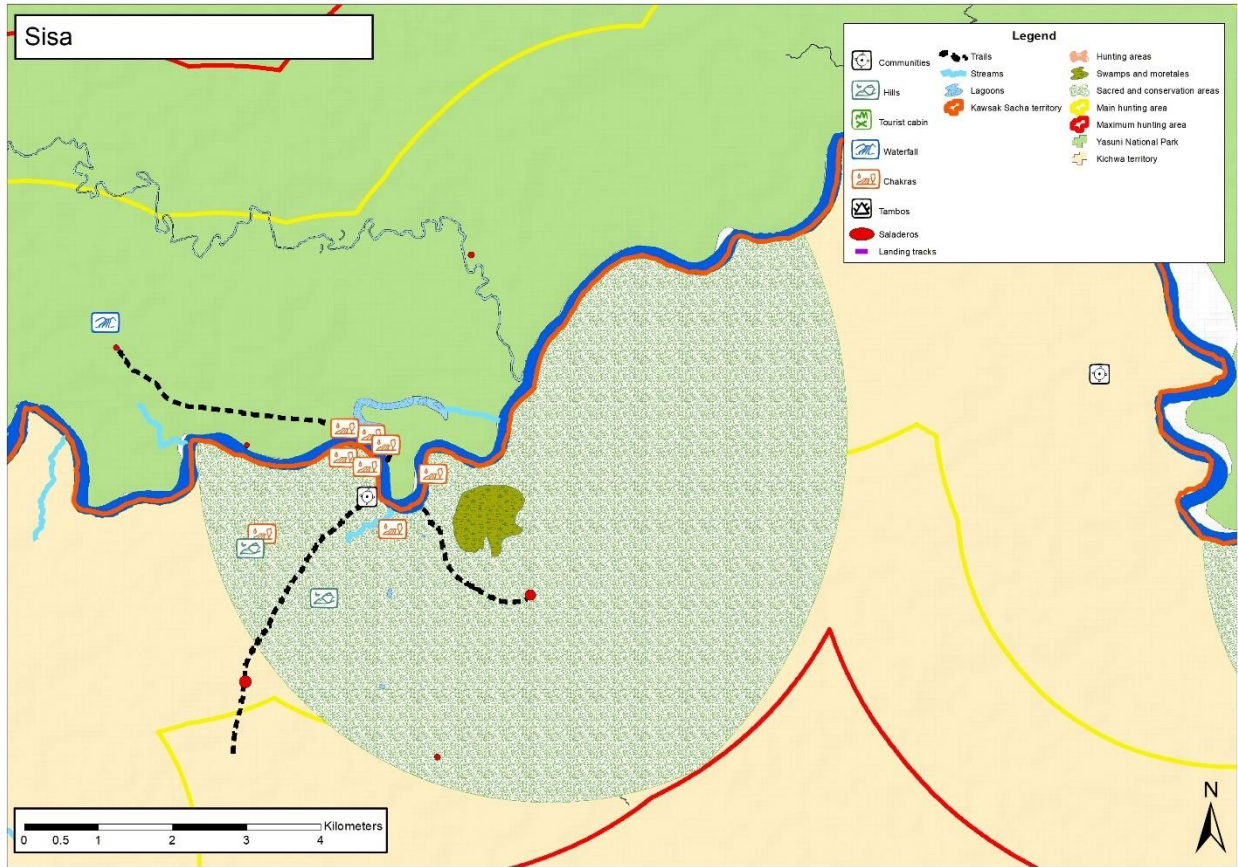 Sisa
Legend
Communities
Hills
Tourist cabin
Waterfall
Chakras
Tambos
Saladeros
Landing tracks
Trails
Streams
Lagoons
Kawsak Sacha territory
Hunting areas
Swamps and moretales
Sacred and conservation areas
Main hunting area
Maximum hunting area
Yasuni National Park
Kichwa territory
Kilometers
0 0.5 1 2 3 4
N